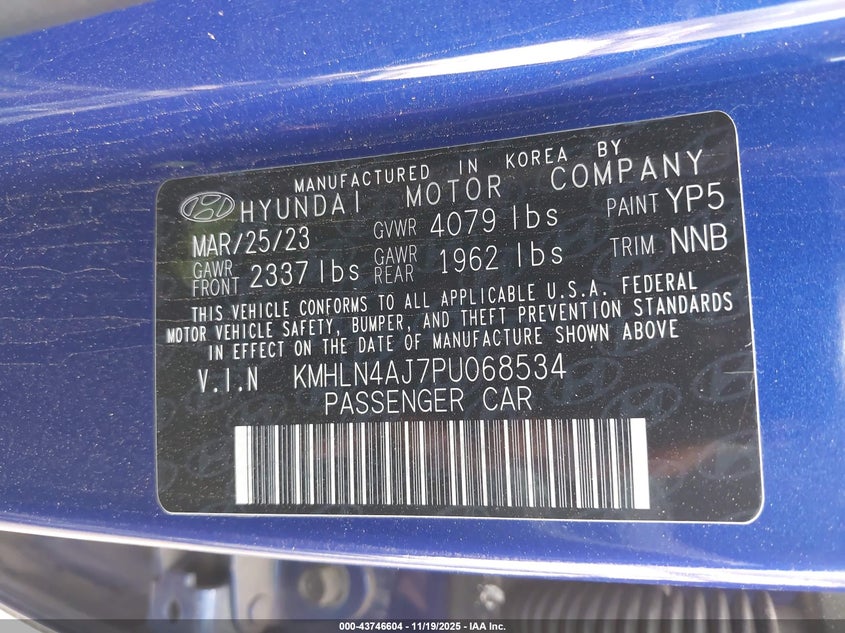 MANUFACTURED IN KOREA BY
HYUNDAI MOTOR COMPANY
MAR/25/23 GVWR 4079 lbs PAINT YP5
GAWR FRONT 2337 lbs GAWR REAR 1962 lbs TRIM NNB
THIS VEHICLE CONFORMS TO ALL APPLICABLE U.S.A. FEDERAL
MOTOR VEHICLE SAFETY, BUMPER, AND THEFT PREVENTION STANDARDS
IN EFFECT ON THE DATE OF MANUFACTURE SHOWN ABOVE
V.I.N KMHLN4AJ7PU068534
PASSENGER CAR
000-43746604 - 11/19/2025 - IAA Inc.